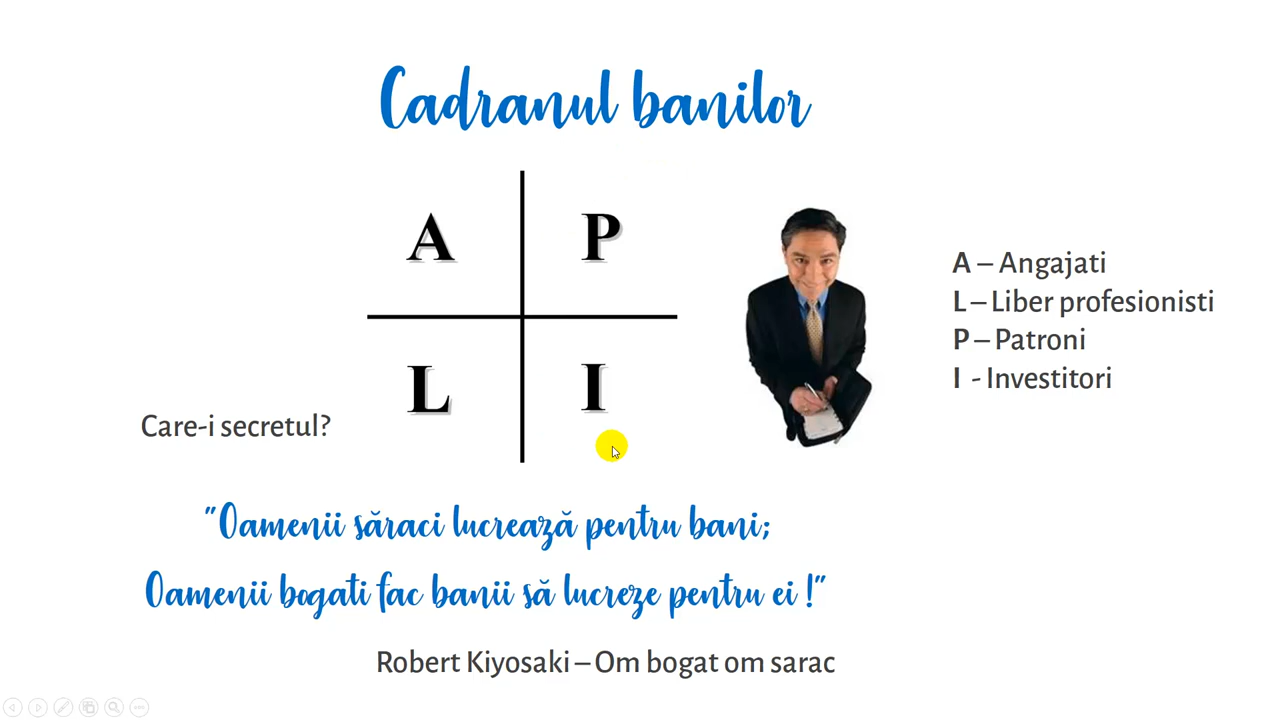 Cadranul banilor
A P
L I
A – Angajati
L – Liber profesionisti
P – Patroni
I - Investitori
Care-i secretul?
"Oamenii săraci lucrează pentru bani;
Oamenii bogati fac banii să lucreze pentru ei !"
Robert Kiyosaki – Om bogat om sarac